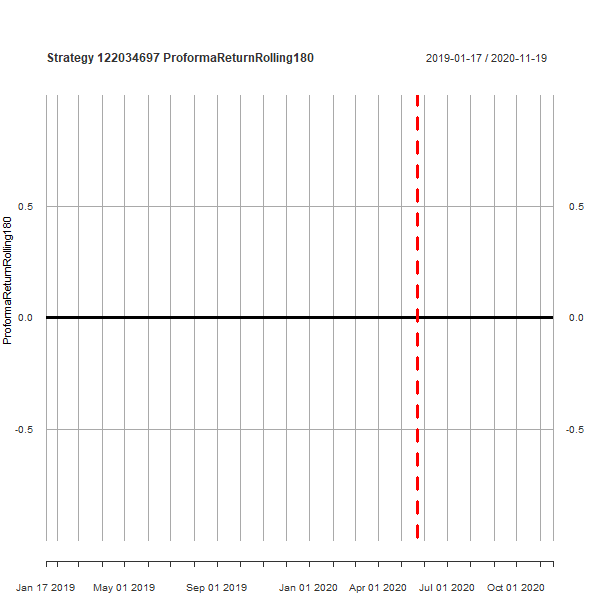 Strategy 122034697 ProformaReturnRolling180
2019-01-17 / 2020-11-19
ProformaReturnRolling180
0.5
0.5
0.0
0.0
-0.5
-0.5
Jan 17 2019
May 01 2019
Sep 01 2019
Jan 01 2020
Apr 01 2020
Jul 01 2020
Oct 01 2020